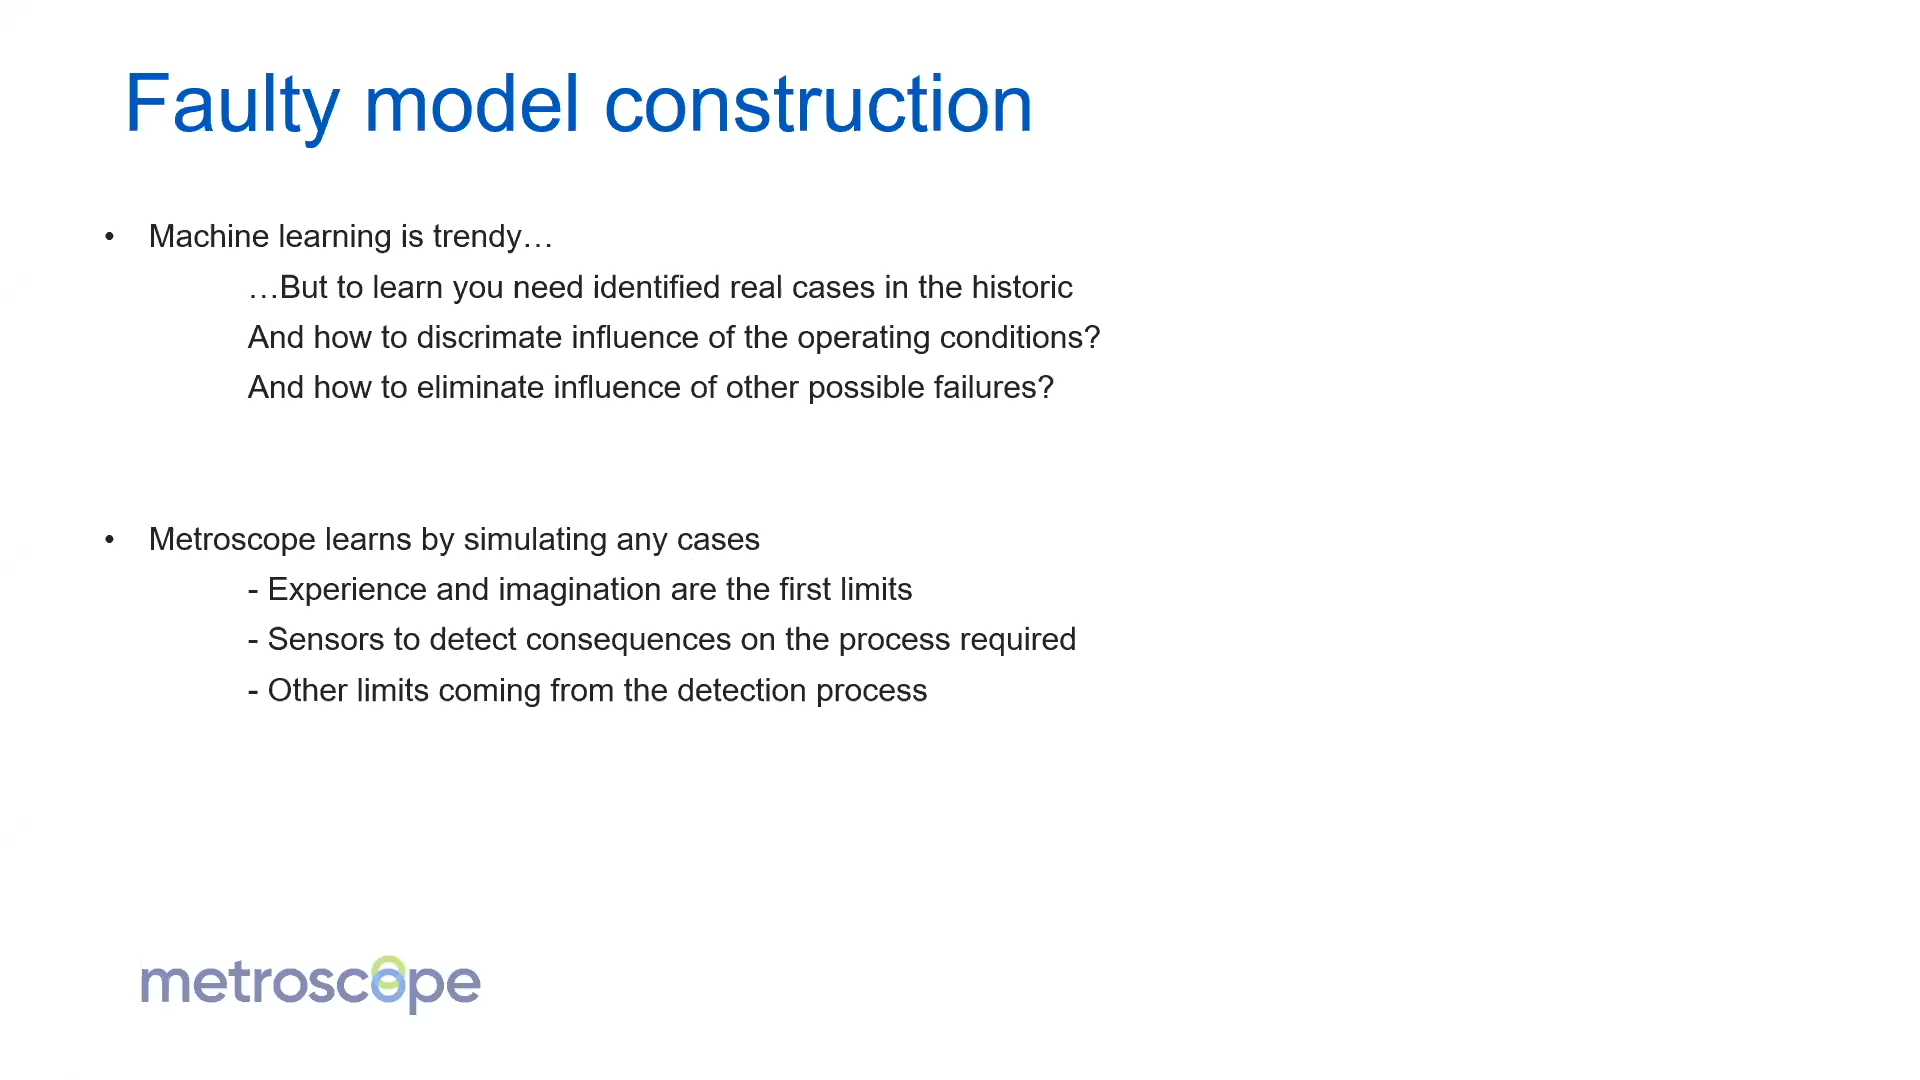 Faulty model construction
• Machine learning is trendy…
…But to learn you need identified real cases in the historic
And how to discrimate influence of the operating conditions?
And how to eliminate influence of other possible failures?
• Metroscope learns by simulating any cases
- Experience and imagination are the first limits
- Sensors to detect consequences on the process required
- Other limits coming from the detection process
metroscope